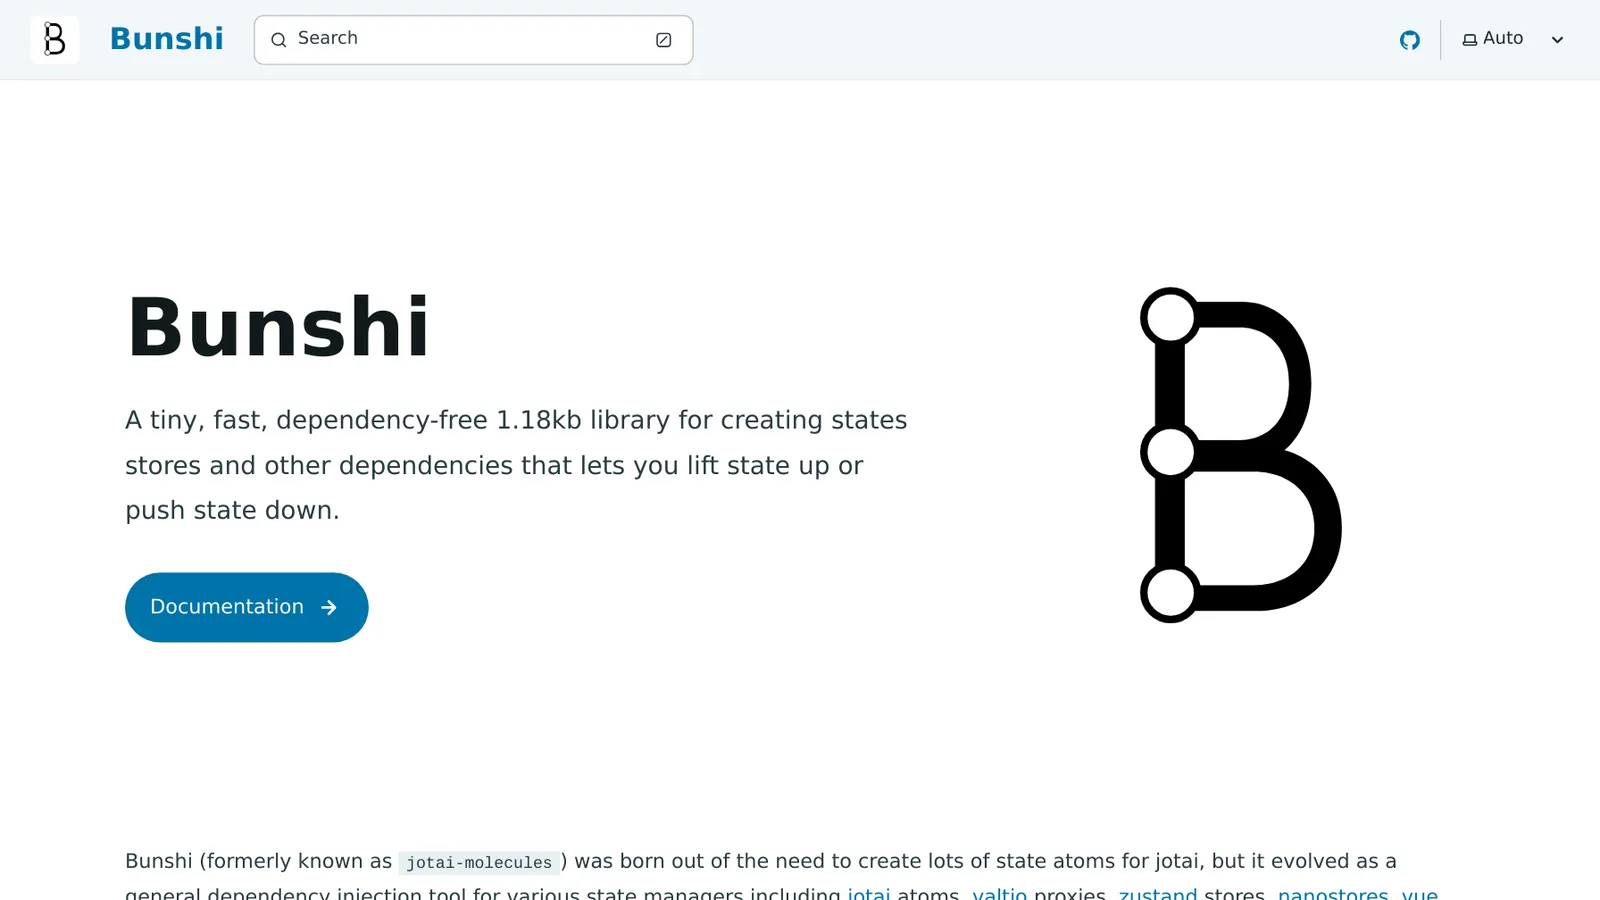 Bunshi
Search
Auto
Bunshi
A tiny, fast, dependency-free 1.18kb library for creating states
stores and other dependencies that lets you lift state up or
push state down.
Documentation
Bunshi (formerly known as jotai-molecules) was born out of the need to create lots of state atoms for jotai, but it evolved as a
general dependency injection tool for various state managers including jotai atoms, valtio proxies, zustand stores, nanostores, vue